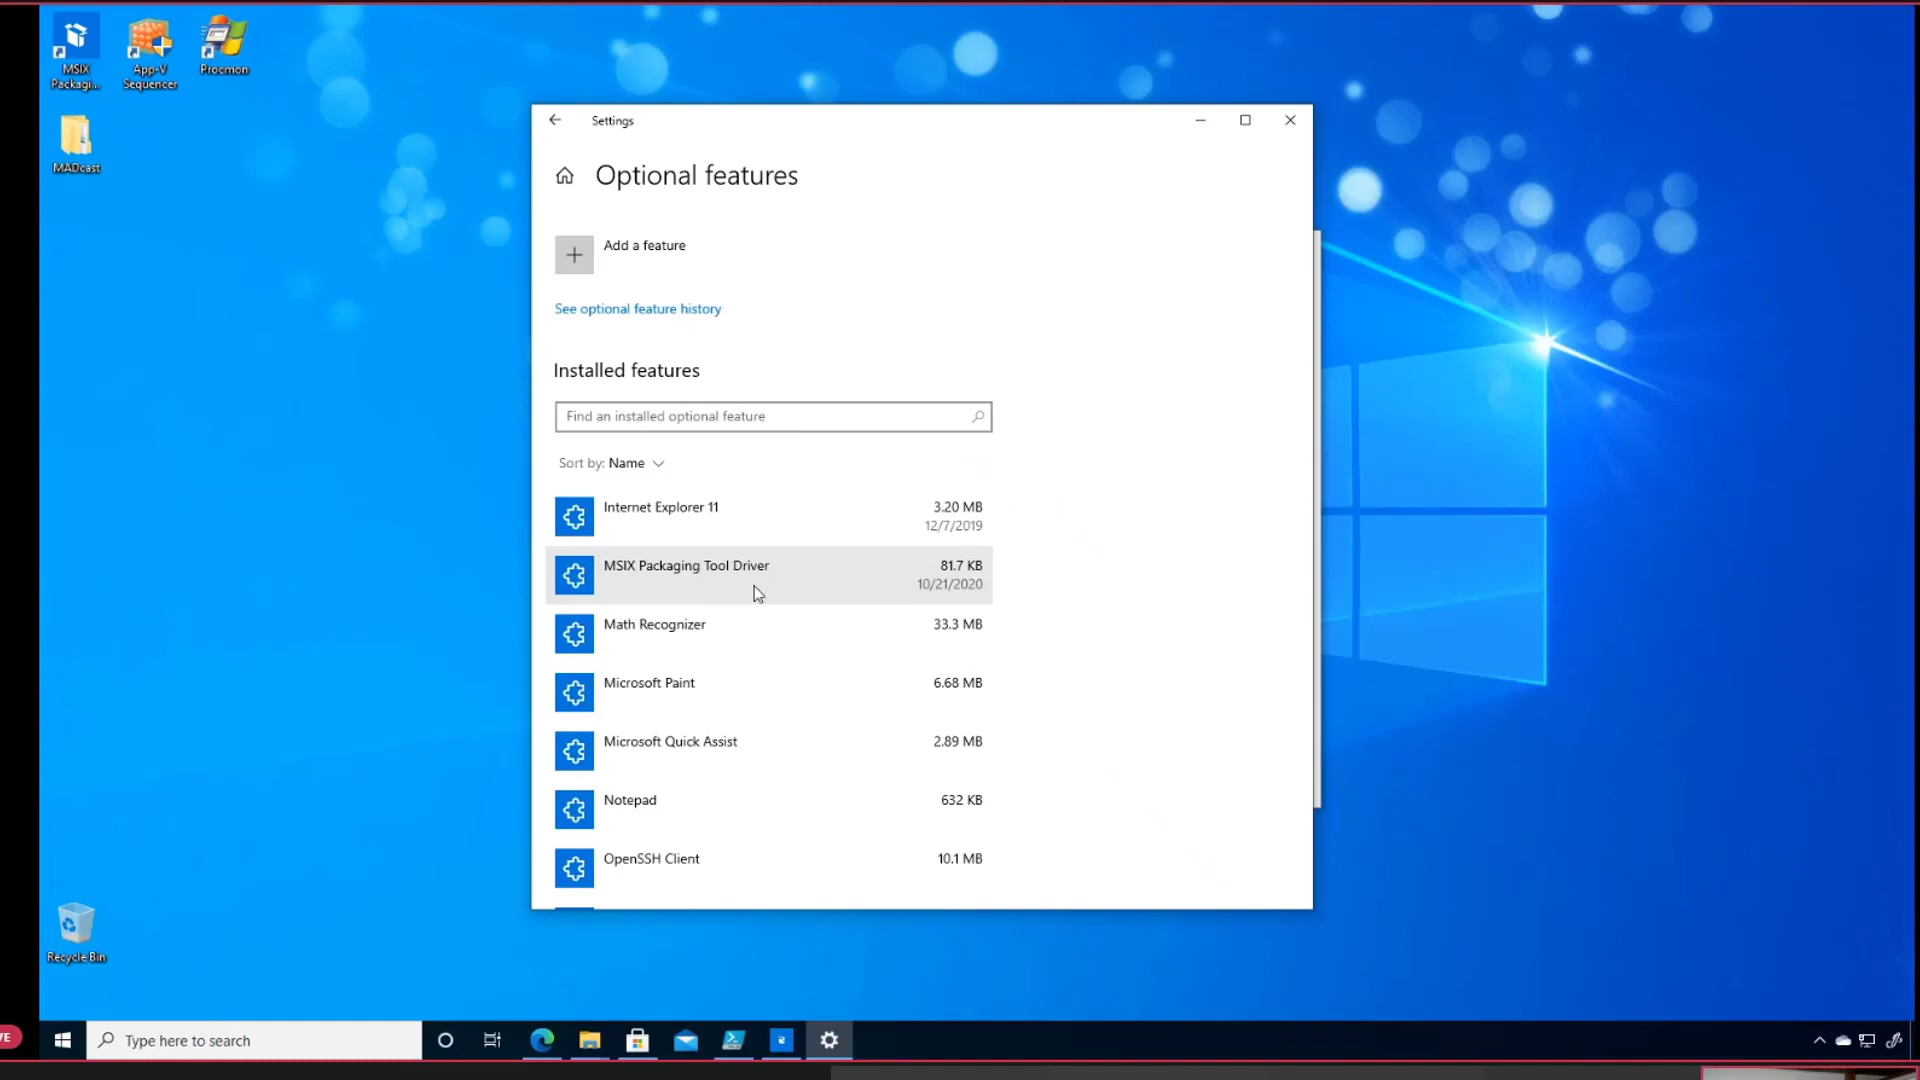 MSIX
Packagi...
App-V
Sequencer
Procmon
MADcast
Recycle Bin
Settings
Optional features
Add a feature
See optional feature history
Installed features
Find an installed optional feature
Sort by: Name
Internet Explorer 11
3.20 MB
12/7/2019
MSIX Packaging Tool Driver
81.7 KB
10/21/2020
Math Recognizer
33.3 MB
Microsoft Paint
6.68 MB
Microsoft Quick Assist
2.89 MB
Notepad
632 KB
OpenSSH Client
10.1 MB
VE
Type here to search